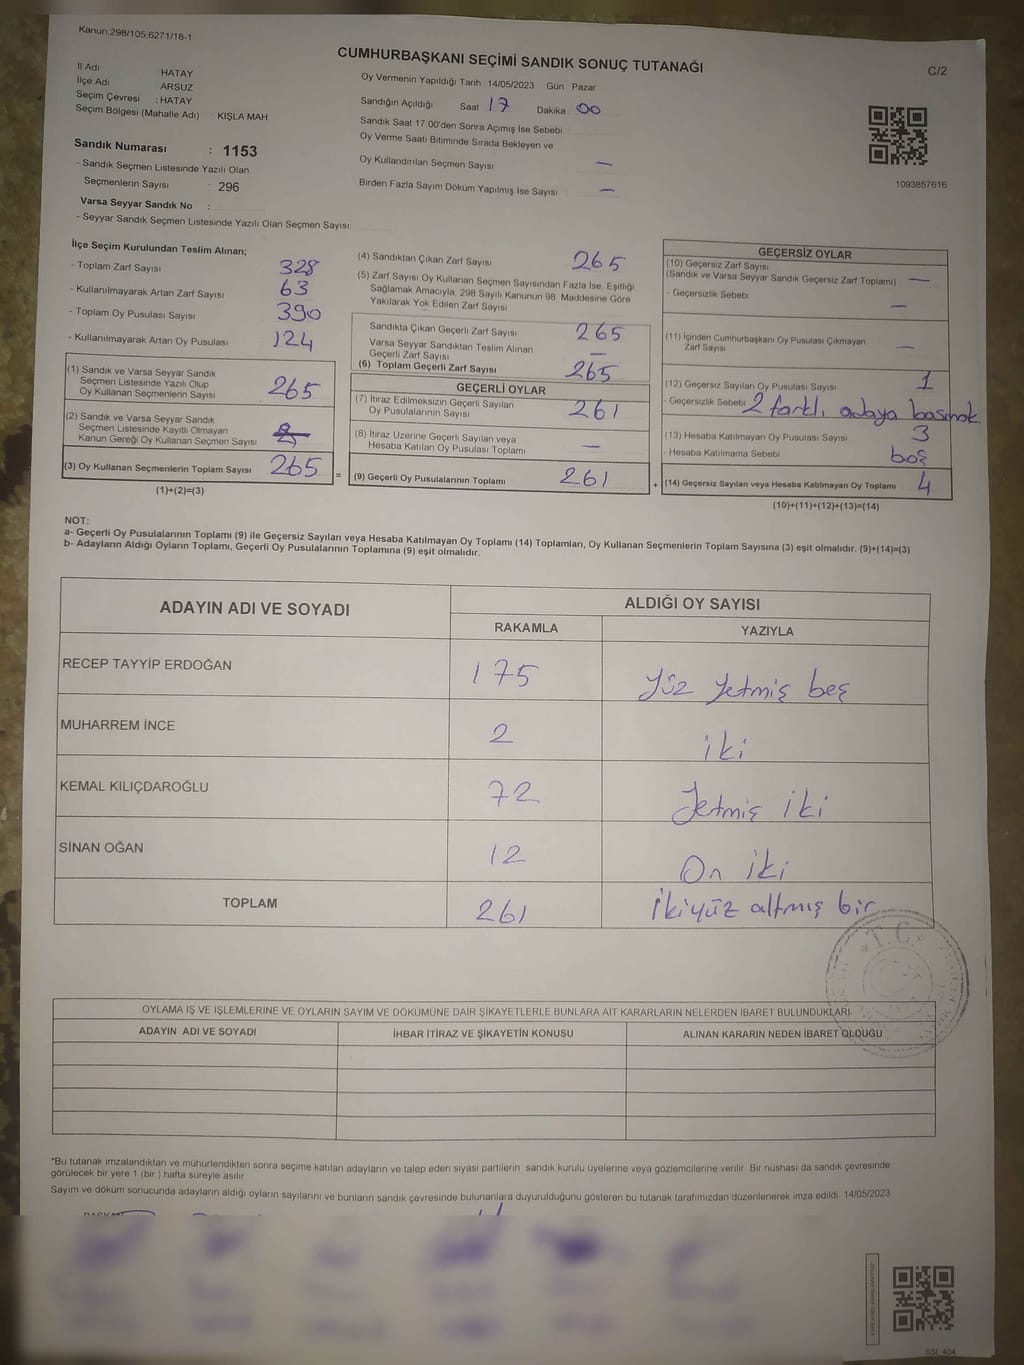 Kanun;298/105;6271/18-1
CUMHURBAŞKANI SEÇİMİ SANDIK SONUÇ TUTANAĞI
C/2
İl Adı HATAY
İlçe Adı ARSUZ
Seçim Çevresi : HATAY
Seçim Bölgesi (Mahalle Adı) : KIŞLA MAH
Sandık Numarası : 1153
- Sandık Seçmen Listesinde Yazılı Olan
Seçmenlerin Sayısı : 296
Varsa Seyyar Sandık No :
- Seyyar Sandık Seçmen Listesinde Yazılı Olan Seçmen Sayısı:
Oy Vermenin Yapıldığı Tarih 14/05/2023 Gün Pazar
Sandığın Açıldığı Saat 17 Dakika 00
Sandık Saat 17:00'den Sonra Açımış İse Sebebi
Oy Verme Saati Bitiminde Sırada Bekleyen ve
Oy Kullandırılan Seçmen Sayısı —
Birden Fazla Sayım Döküm Yapılmış İse Sayısı —
1093857616
İlçe Seçim Kurulundan Teslim Alınan;
- Toplam Zarf Sayısı 328
- Kullanılmayarak Artan Zarf Sayısı 63
- Toplam Oy Pusulası Sayısı 390
- Kullanılmayarak Artan Oy Pusulası 124
(1) Sandık ve Varsa Seyyar Sandık
Seçmen Listesinde Yazılı Olup
Oy Kullanan Seçmenlerin Sayısı 265
(2) Sandık ve Varsa Seyyar Sandık
Seçmen Listesinde Kayıtlı Olmayan
Kanun Gereği Oy Kullanan Seçmen Sayısı
(3) Oy Kullanan Seçmenlerin Toplam Sayısı 265 =
(1)+(2)=(3)
(4) Sandıktan Çıkan Zarf Sayısı 265
(5) Zarf Sayısı Oy Kullanan Seçmen Sayısından Fazla İse, Eşitliği
Sağlamak Amacıyla, 298 Sayılı Kanunun 98. Maddesine Göre
Yakılarak Yok Edilen Zarf Sayısı
Sandıkta Çıkan Geçerli Zarf Sayısı 265
Varsa Seyyar Sandıktan Teslim Alınan
Geçerli Zarf Sayısı —
(6) Toplam Geçerli Zarf Sayısı 265
GEÇERLİ OYLAR
(7) İtiraz Edilmeksizin Geçerli Sayılan
Oy Pusulalarının Sayısı 261
(8) İtiraz Üzerine Geçerli Sayılan veya
Hesaba Katılan Oy Pusulası Toplamı —
(9) Geçerli Oy Pusulalarının Toplamı 261 +
GEÇERSİZ OYLAR
(10) Geçersiz Zarf Sayısı
(Sandık ve Varsa Seyyar Sandık Geçersiz Zarf Toplamı) —
- Geçersizlik Sebebi —
(11) İçinden Cumhurbaşkanı Oy Pusulası Çıkmayan
Zarf Sayısı —
(12) Geçersiz Sayılan Oy Pusulası Sayısı 1
- Geçersizlik Sebebi 2 farklı adaya basmak
(13) Hesaba Katılmayan Oy Pusulası Sayısı 3
- Hesaba Katılmama Sebebi boş
(14) Geçersiz Sayılan veya Hesaba Katılmayan Oy Toplamı 4
(10)+(11)+(12)+(13)=(14)
NOT:
a- Geçerli Oy Pusulalarının Toplamı (9) ile Geçersiz Sayılan veya Hesaba Katılmayan Oy Toplamı (14) Toplamları, Oy Kullanan Seçmenlerin Toplam Sayısına (3) eşit olmalıdır. (9)+(14)=(3)
b- Adayların Aldığı Oyların Toplamı, Geçerli Oy Pusulalarının Toplamına (9) eşit olmalıdır.
ADAYIN ADI VE SOYADI ALDIĞI OY SAYISI
RAKAMLA YAZIYLA
RECEP TAYYİP ERDOĞAN 175 Yüz yetmiş beş
MUHARREM İNCE 2 iki
KEMAL KILIÇDAROĞLU 72 Yetmiş iki
SİNAN OĞAN 12 On iki
TOPLAM 261 İkiyüz altmış bir
T.C.
OYLAMA İŞ VE İŞLEMLERİNE VE OYLARIN SAYIM VE DÖKÜMÜNE DAİR ŞİKAYETLERLE BUNLARA AİT KARARLARIN NELERDEN İBARET BULUNDUKLARI
ADAYIN ADI VE SOYADI İHBAR İTİRAZ VE ŞİKAYETİN KONUSU ALINAN KARARIN NEDEN İBARET OLDUĞU
*Bu tutanak imzalandıktan ve mühürlendikten sonra seçime katılan adayların ve talep eden siyasi partilerin sandık kurulu üyelerine veya gözlemcilerine verilir. Bir nüshası da sandık çevresinde
görülecek bir yere 1 (bir ) hafta süreyle asılır
Sayım ve döküm sonucunda adayların aldığı oyların sayılarını ve bunların sandık çevresinde bulunanlara duyurulduğunu gösteren bu tutanak tarafımızdan düzenlenerek imza edildi. 14/05/2023
SSI_404